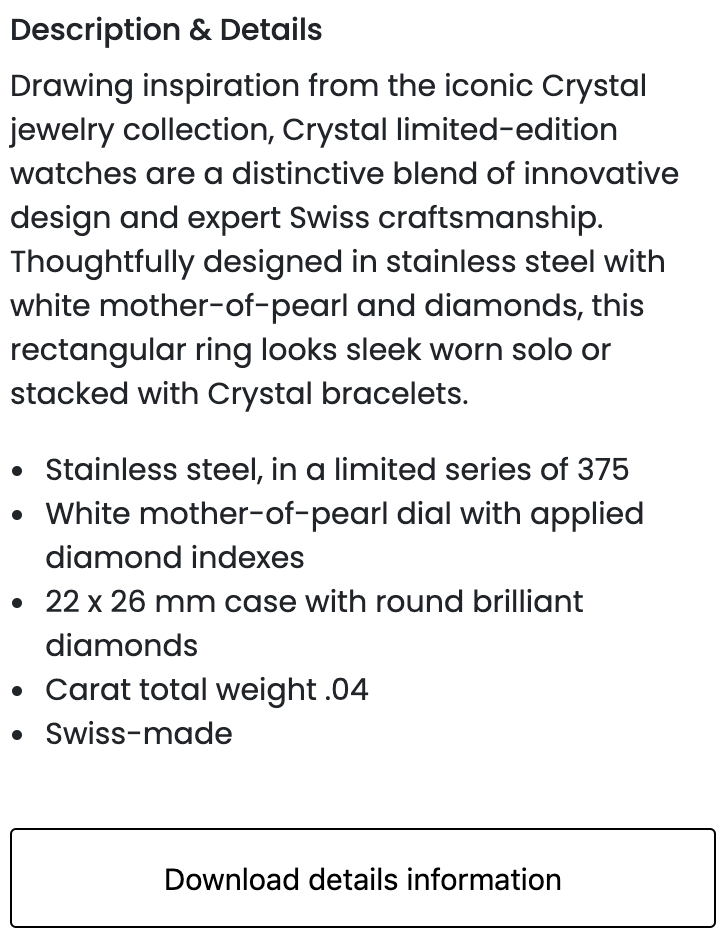 Description & Details
Drawing inspiration from the iconic Crystal
jewelry collection, Crystal limited-edition
watches are a distinctive blend of innovative
design and expert Swiss craftsmanship.
Thoughtfully designed in stainless steel with
white mother-of-pearl and diamonds, this
rectangular ring looks sleek worn solo or
stacked with Crystal bracelets.
• Stainless steel, in a limited series of 375
• White mother-of-pearl dial with applied
diamond indexes
• 22 x 26 mm case with round brilliant
diamonds
• Carat total weight .04
• Swiss-made
Download details information